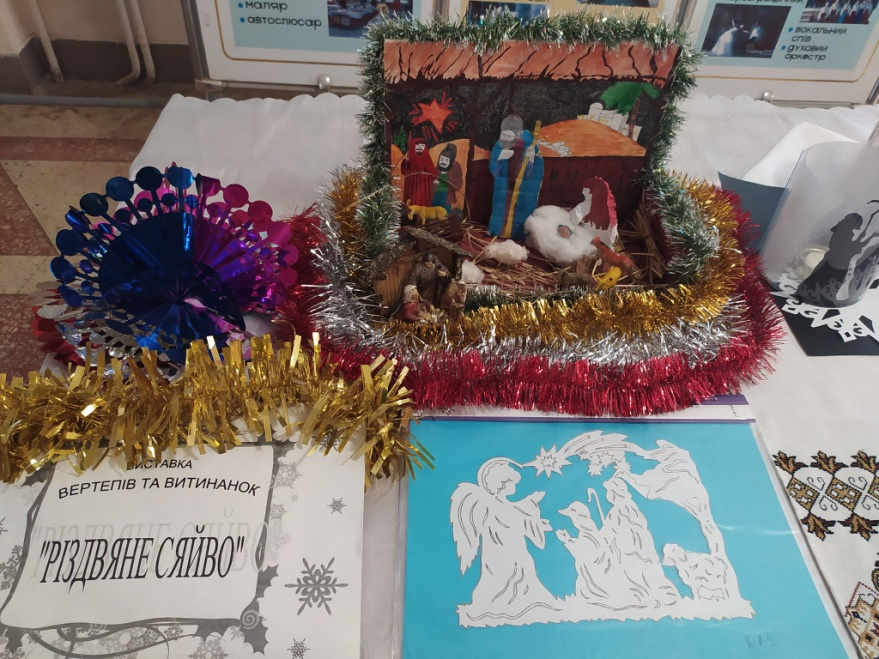 • маляр
• автослюсар
• вокальний
спів
• духовий
оркестр
ВИСТАВКА
ВЕРТЕПІВ ТА ВИТИНАНОК
"РІЗДВЯНЕ СЯЙВО"